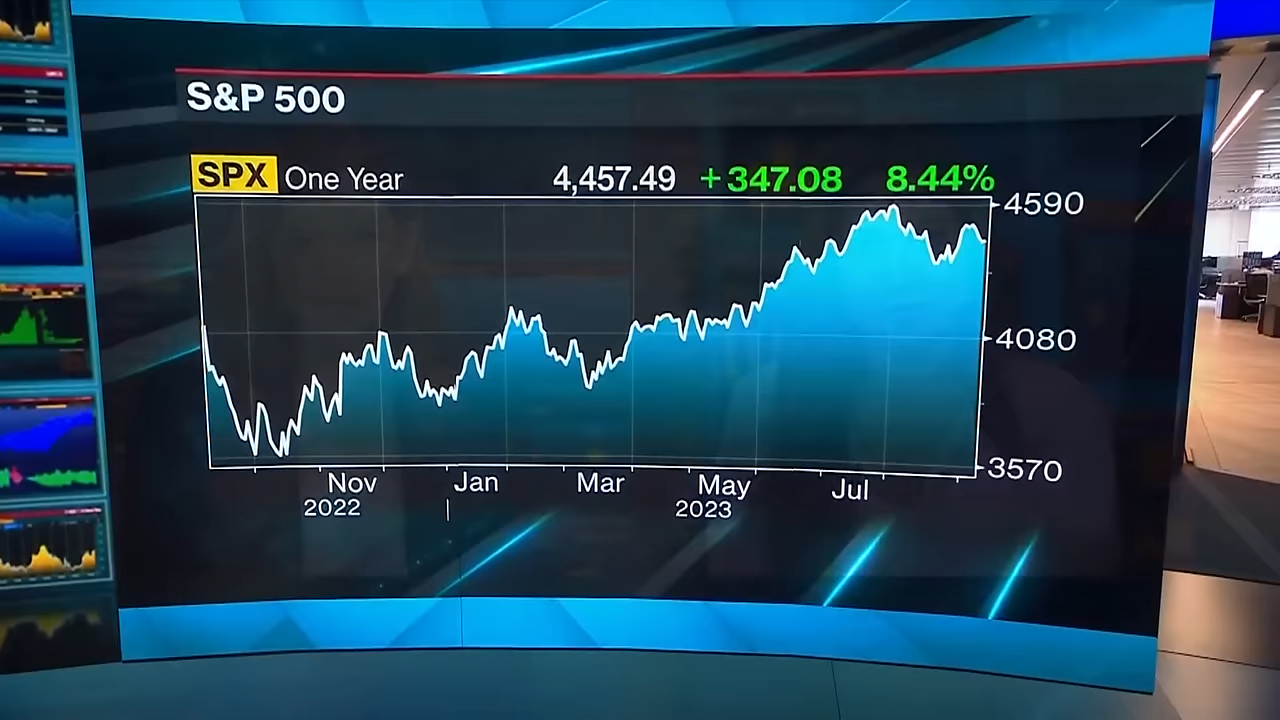 S&P 500
SPX One Year 4,457.49 +347.08 8.44%
4590
4080
3570
Nov Jan Mar May Jul
2022 2023